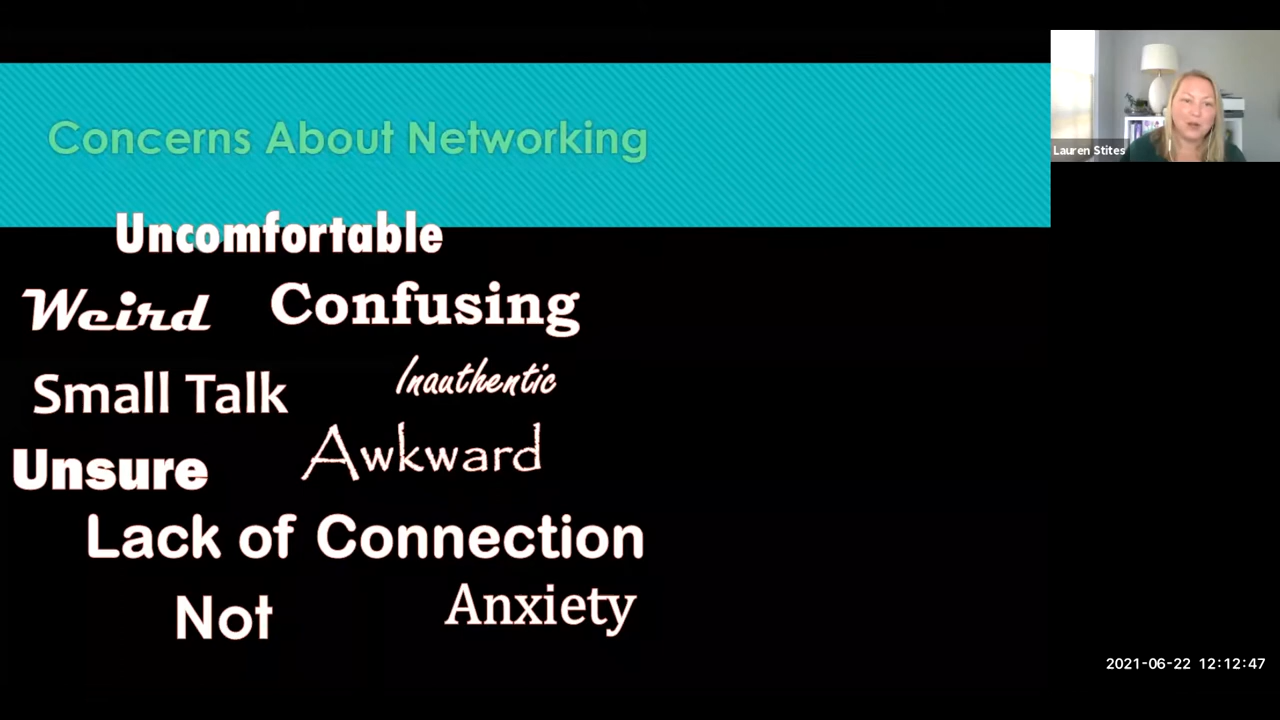 Concerns About Networking
Lauren Stites
Uncomfortable
Weird Confusing
Small Talk Inauthentic
Unsure Awkward
Lack of Connection
Not Anxiety
2021-06-22 12:12:47